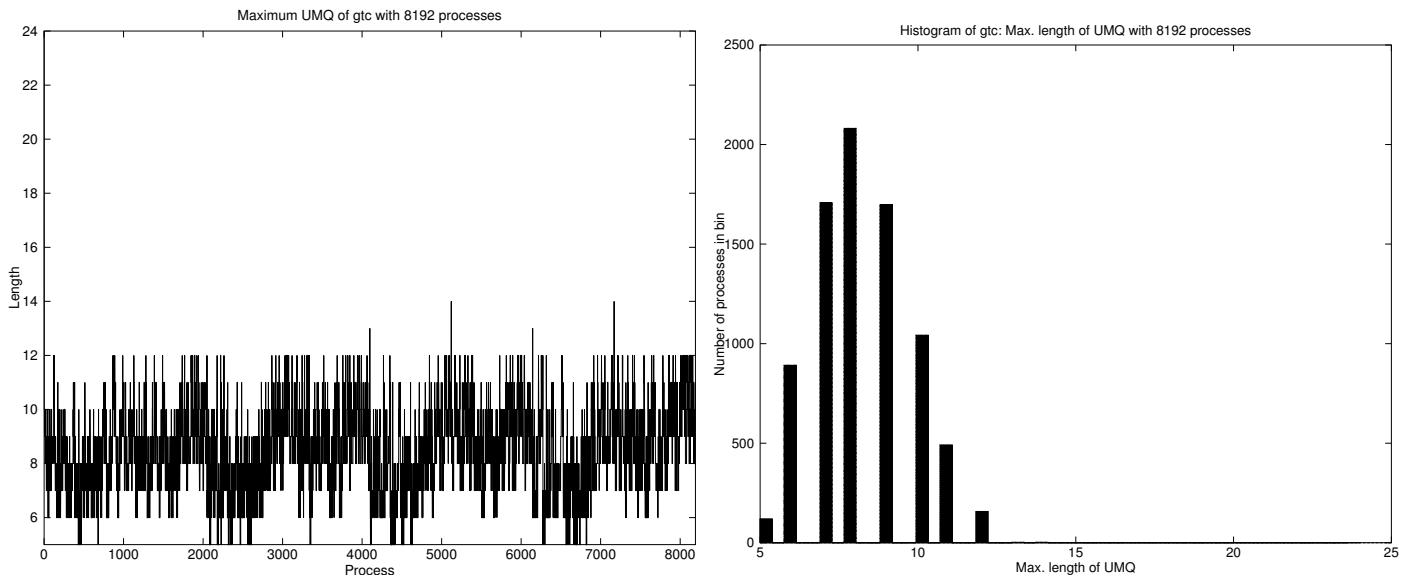 Maximum UMQ of gtc with 8192 processes
24
22
20
18
16
14
12
10
8
6
Length
0 1000 2000 3000 4000 5000 6000 7000 8000
Process
Histogram of gtc: Max. length of UMQ with 8192 processes
2500
2000
1500
1000
500
0
Number of processes in bin
5 10 15 20 25
Max. length of UMQ